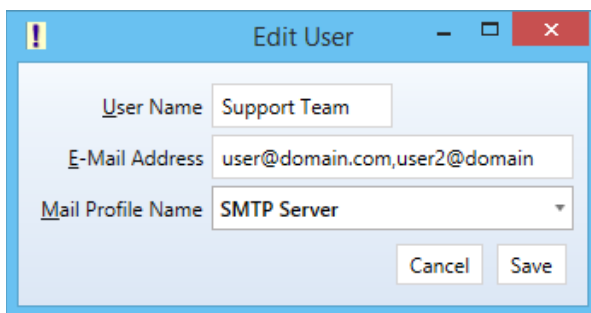 Edit User
User Name Support Team
E-Mail Address user@domain.com,user2@domain
Mail Profile Name SMTP Server
Cancel Save